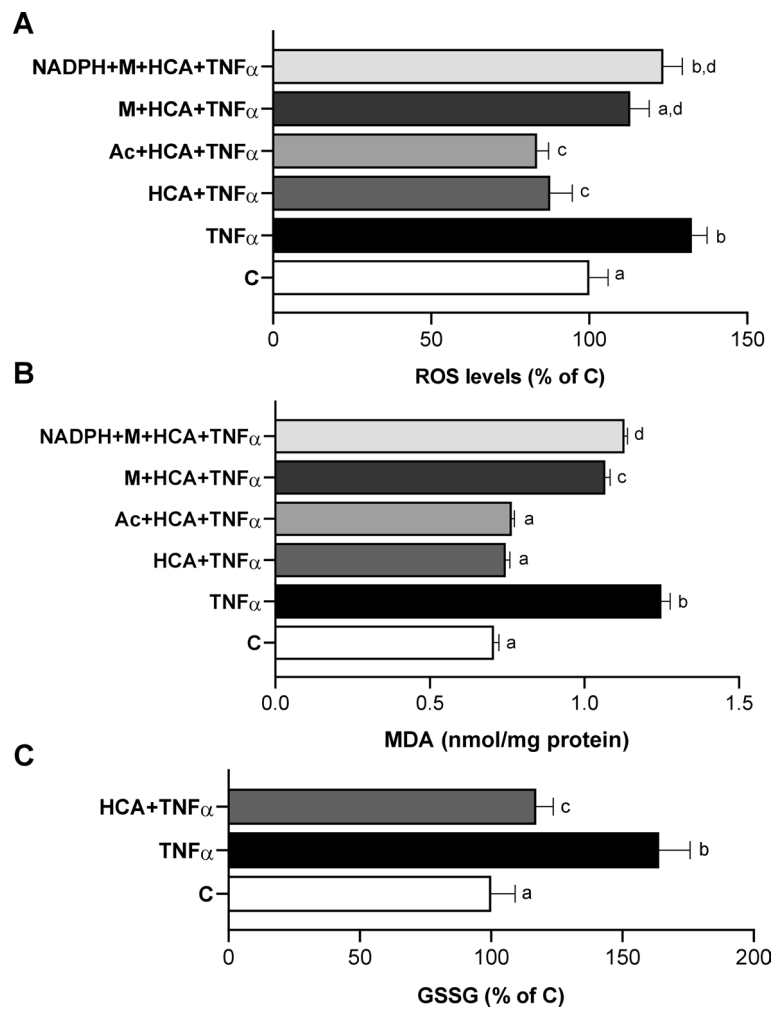 A
NADPH+M+HCA+TNFα b,d
M+HCA+TNFα a,d
Ac+HCA+TNFα c
HCA+TNFα c
TNFα b
C a
0 50 100 150
ROS levels (% of C)
B
NADPH+M+HCA+TNFα d
M+HCA+TNFα c
Ac+HCA+TNFα a
HCA+TNFα a
TNFα b
C a
0.0 0.5 1.0 1.5
MDA (nmol/mg protein)
C
HCA+TNFα c
TNFα b
C a
0 50 100 150 200
GSSG (% of C)